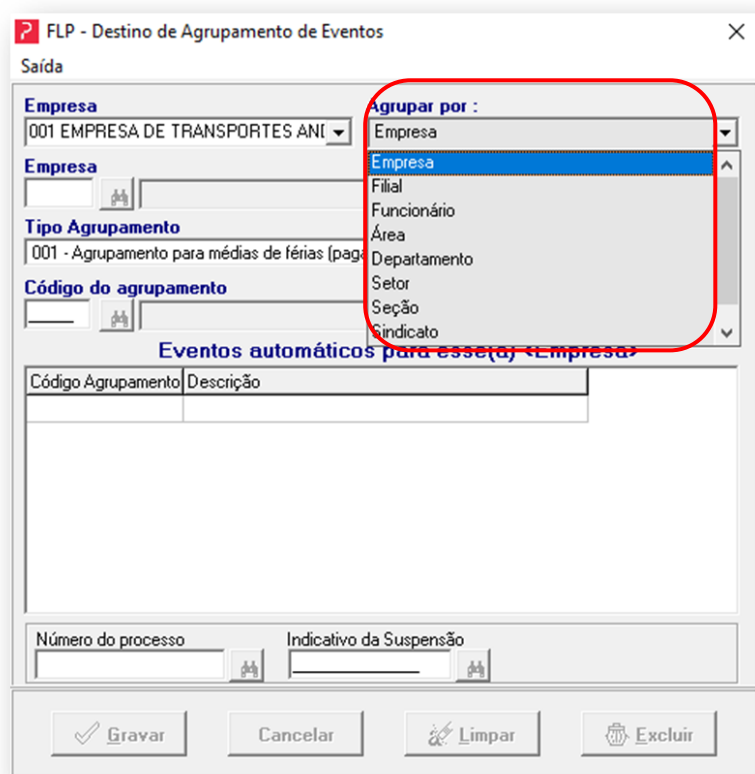 FLP - Destino de Agrupamento de Eventos
Saída
Empresa
001 EMPRESA DE TRANSPORTES
Agrupar por :
Empresa
Empresa
Filial
Funcionário
Área
Departamento
Setor
Seção
Sindicato
Empresa
Tipo Agrupamento
001 - Agrupamento para médias de férias
Código do agrupamento
Eventos automáticos para esse(a) <Empresa>
Código Agrupamento Descrição
Número do processo Indicativo da Suspensão
Gravar Cancelar Limpar Excluir